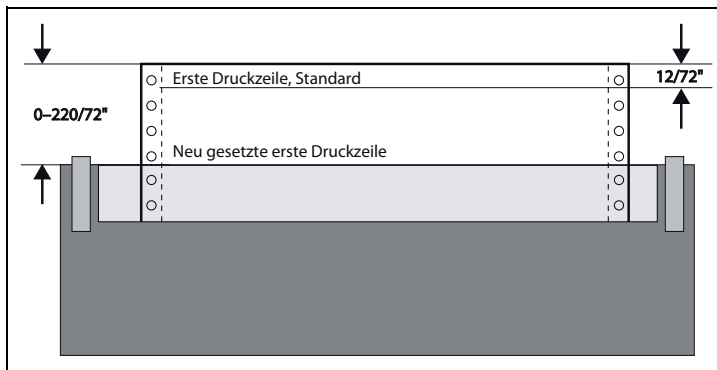 Erste Druckzeile, Standard
12/72"
0–220/72"
Neu gesetzte erste Druckzeile